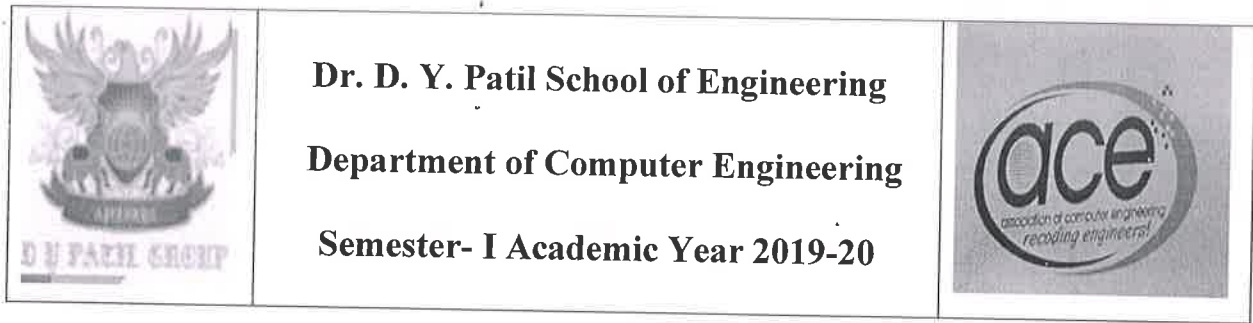 D Y PATIL GROUP
Dr. D. Y. Patil School of Engineering
Department of Computer Engineering
Semester- I Academic Year 2019-20
ace
association of computer engineering
recoding engineers!